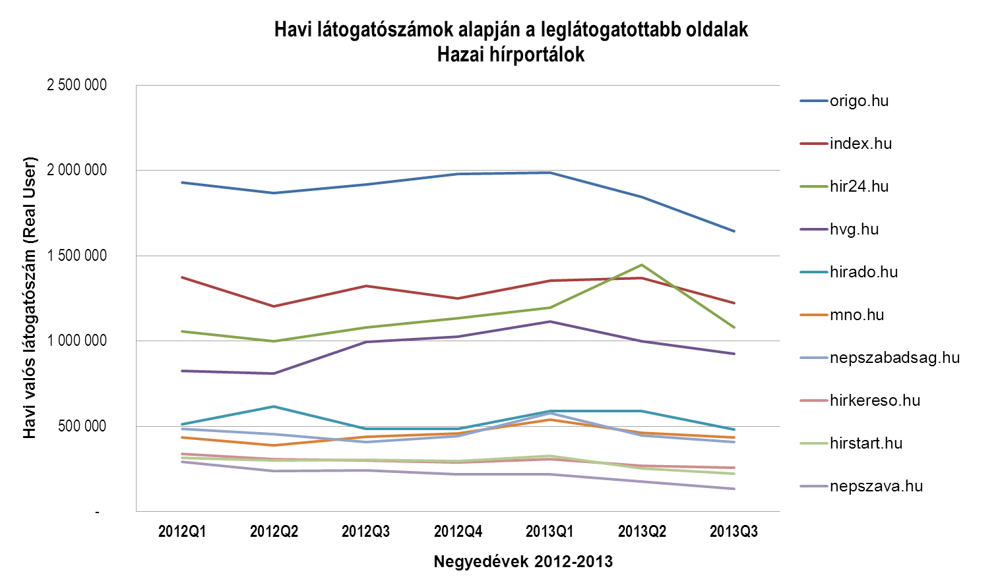 Havi látogatószámok alapján a leglátogatottabb oldalak
Hazai hírportálok
Havi valós látogatószám (Real User)
2 500 000
2 000 000
1 500 000
1 000 000
500 000
-
2012Q1 2012Q2 2012Q3 2012Q4 2013Q1 2013Q2 2013Q3
Negyedévek 2012-2013
origo.hu
index.hu
hir24.hu
hvg.hu
hirado.hu
mno.hu
nepszabadsag.hu
hirkereso.hu
hirstart.hu
nepszava.hu